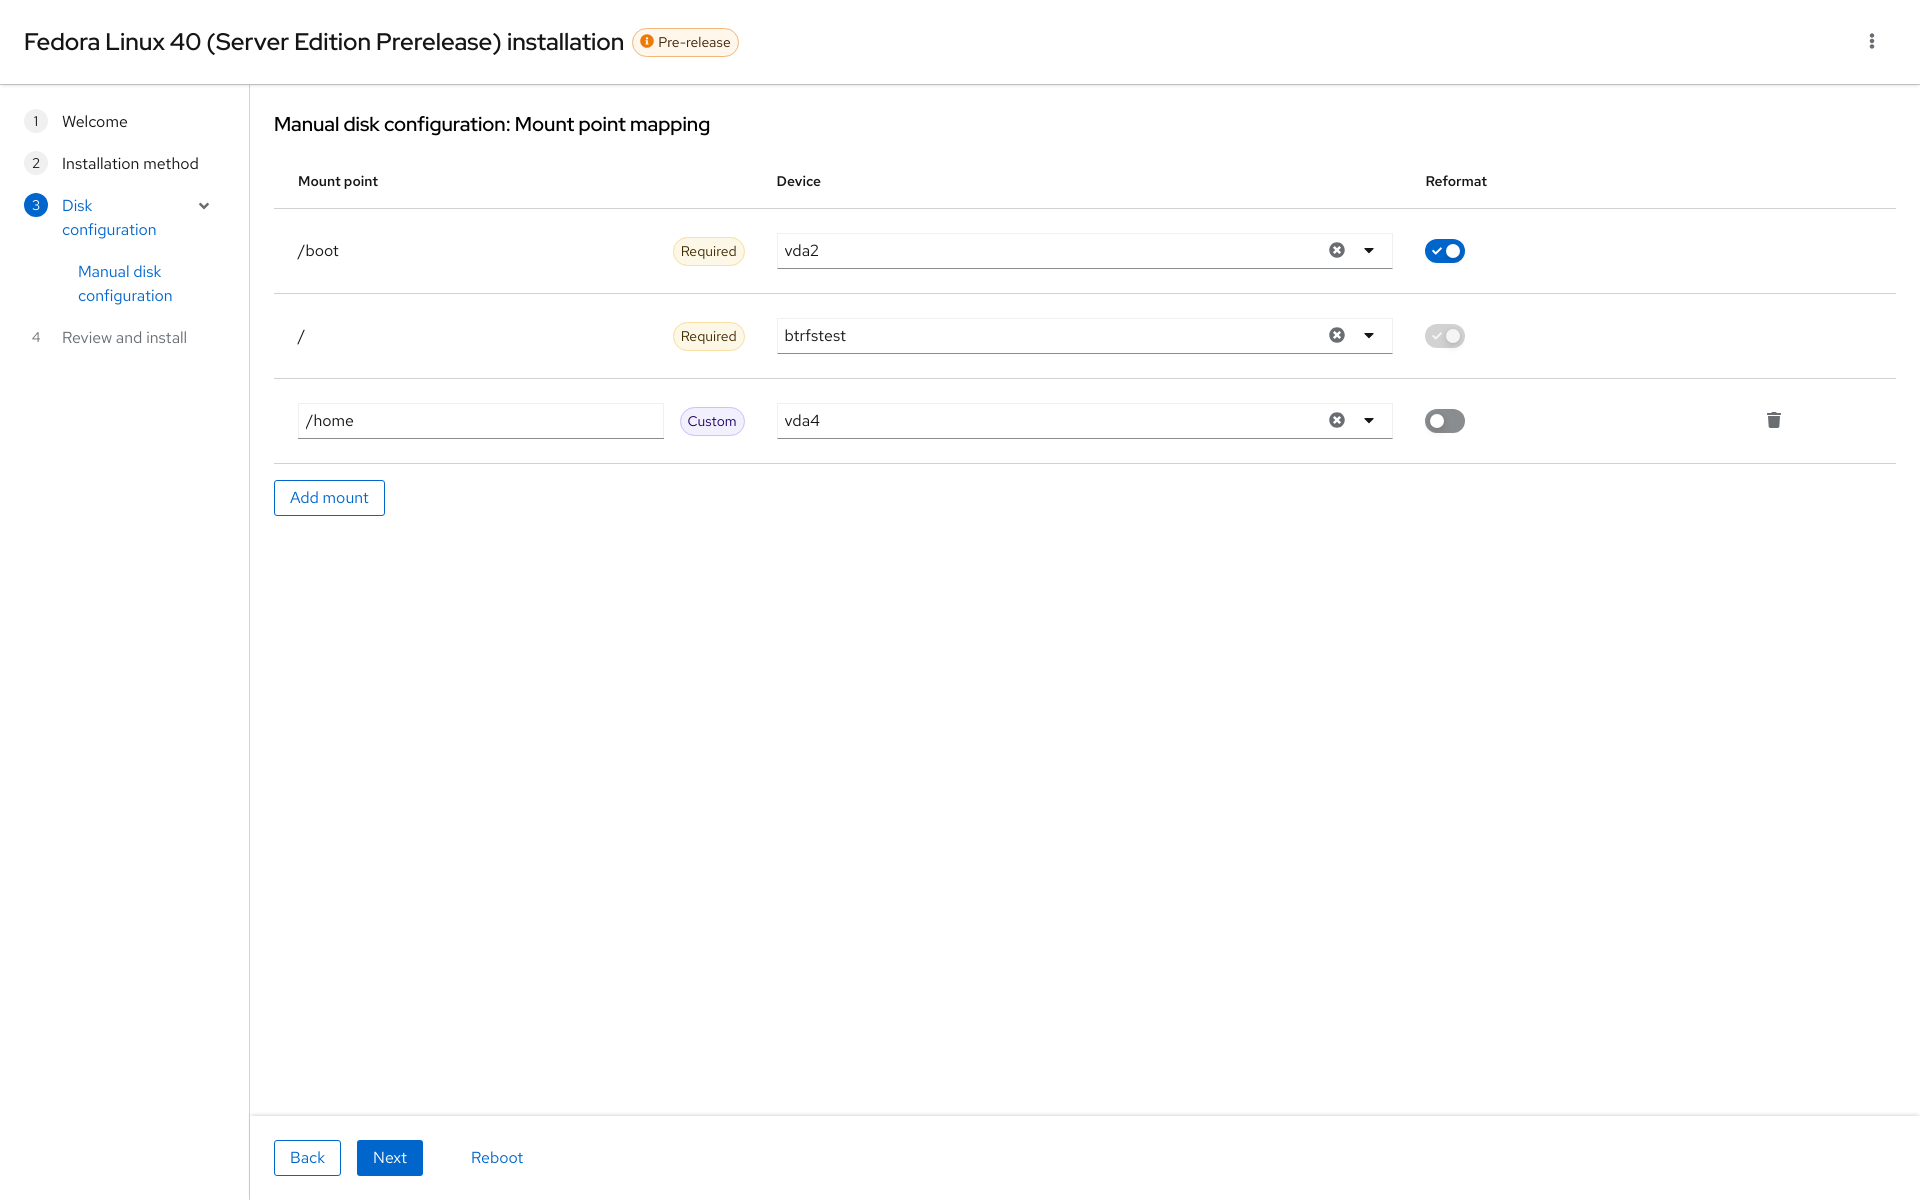 Fedora Linux 40 (Server Edition Prerelease) installation Pre-release
1 Welcome
2 Installation method
3 Disk
configuration
Manual disk
configuration
4 Review and install
Manual disk configuration: Mount point mapping
Mount point Device Reformat
/boot Required vda2
/ Required btrfstest
/home Custom vda4
Add mount
Back Next Reboot